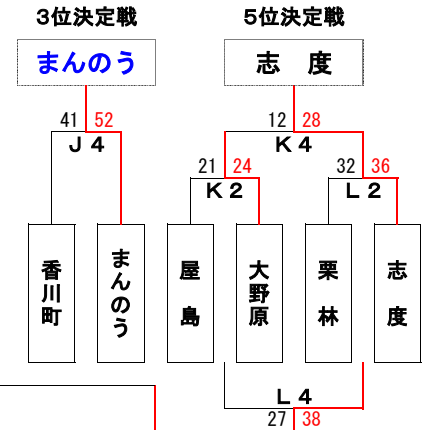 3位決定戦 5位決定戦
まんのう 志 度
41 52 12 28
J4 K4
21 24 32 36
K2 L2
香川町 まんのう 屋島 大野原 栗林 志度
L4
27 38